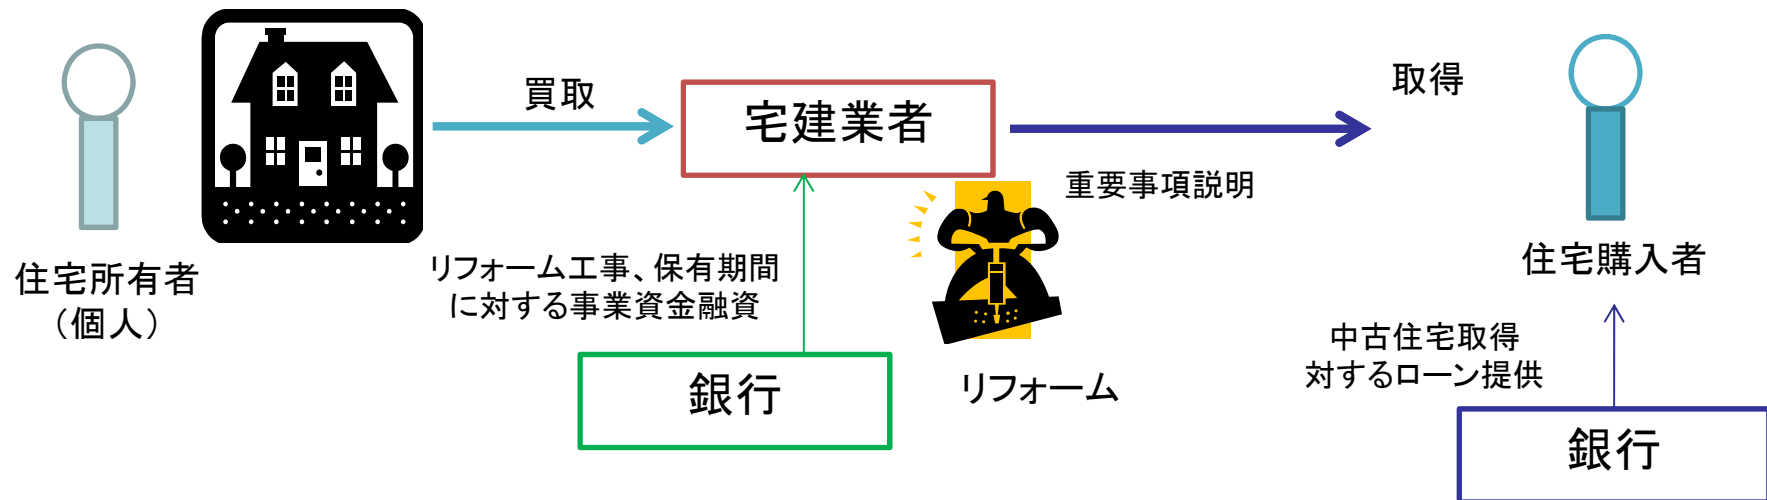 買取
宅建業者
取得
重要事項説明
住宅所有者
（個人）
リフォーム工事、保有期間
に対する事業資金融資
銀行
リフォーム
住宅購入者
中古住宅取得
対するローン提供
銀行